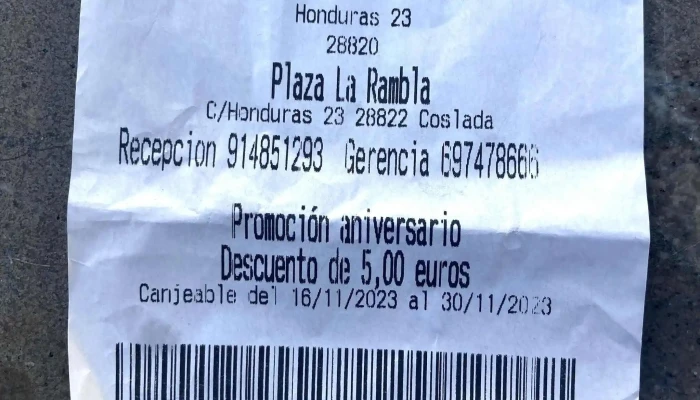 Honduras 23
28820
Plaza La Rambla
C/Honduras 23 28822 Coslada
Recepcion 914851293 Gerencia 697478666
Promoción aniversario
Descuento de 5,00 euros
Canjeable del 16/11/2023 al 30/11/2023